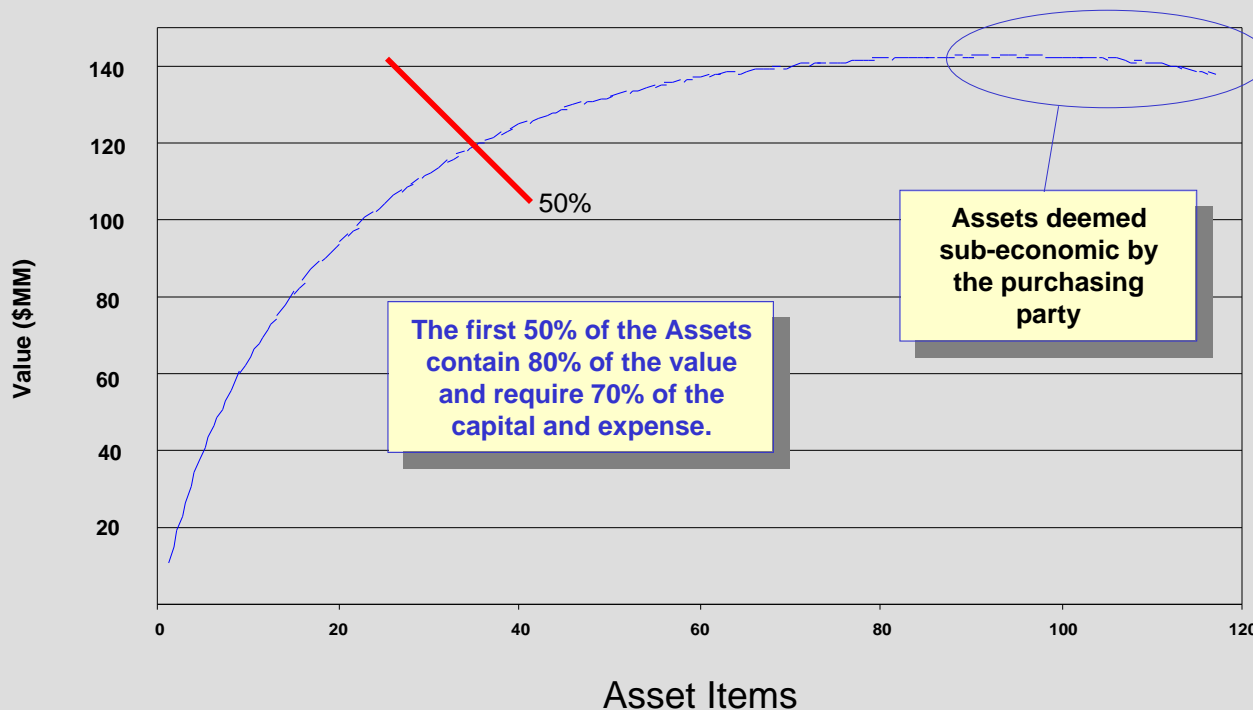 140
120
100
80
60
40
20
Value ($MM)
50%
The first 50% of the Assets
contain 80% of the value
and require 70% of the
capital and expense.
Assets deemed
sub-economic by
the purchasing
party
0 20 40 60 80 100 120
Asset Items